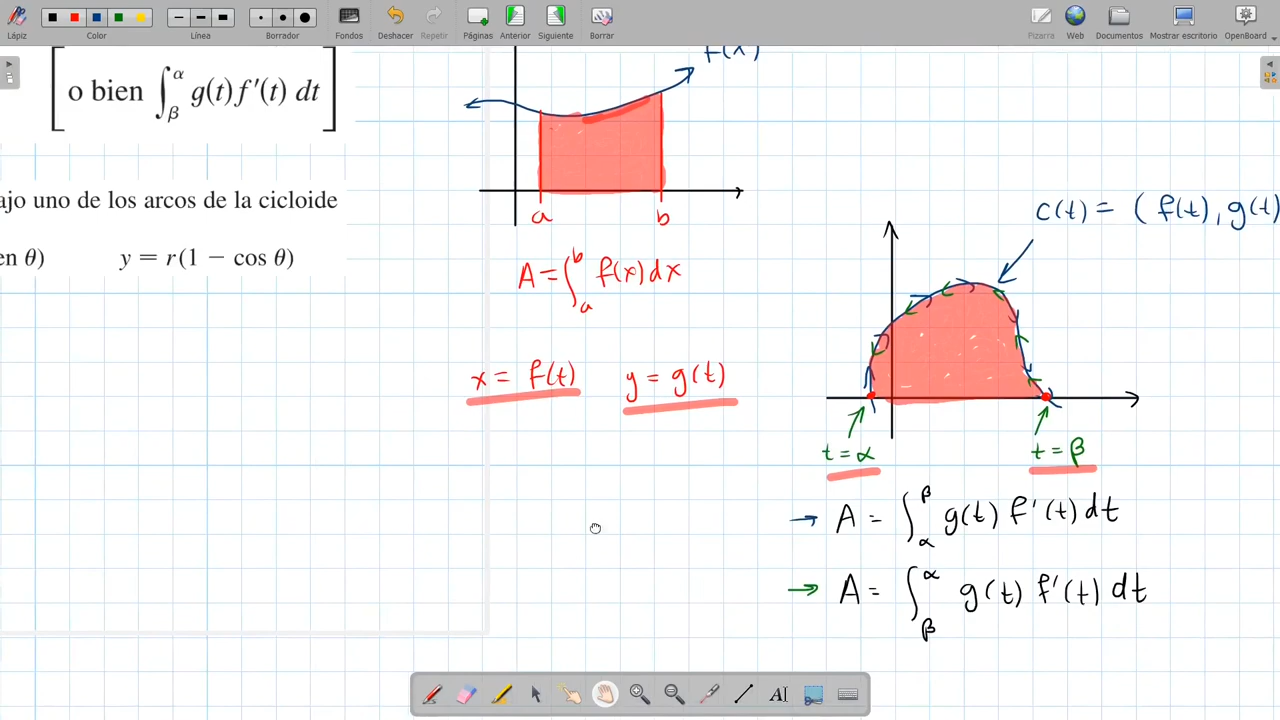 Lápiz Color Línea Borrador Fondos Deshacer Repetir Páginas Anterior Siguiente Borrar Pizarra Web Documentos Mostrar escritorio OpenBoard
f(x)
[ o bien ∫_β^α g(t) f'(t) dt ]
ajo uno de los arcos de la cicloide
en θ) y = r(1 − cos θ)
a b
A = ∫_a^b f(x) dx
x = f(t) y = g(t)
c(t) = ( f(t), g(t)
t = α t = β
→ A = ∫_α^β g(t) f'(t) dt
→ A = ∫_β^α g(t) f'(t) dt
AI